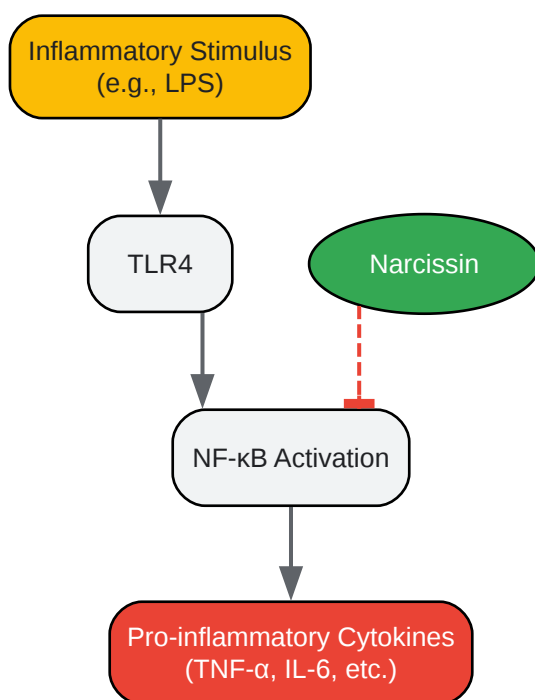 Inflammatory Stimulus
(e.g., LPS)
TLR4
Narcissin
NF-κB Activation
Pro-inflammatory Cytokines
(TNF-α, IL-6, etc.)